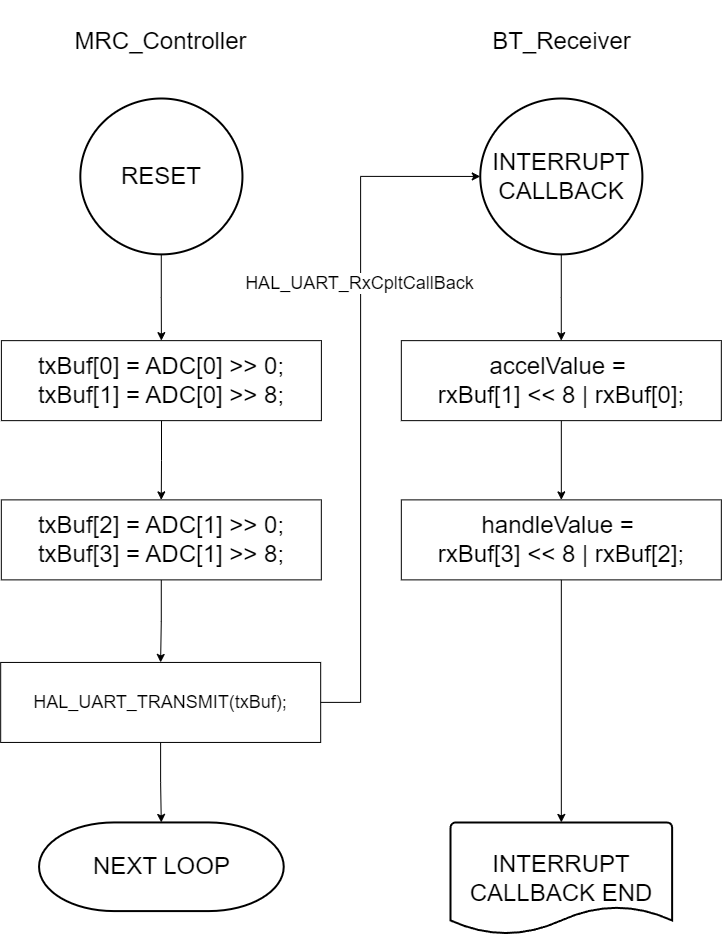 MRC_Controller
RESET
txBuf[0] = ADC[0] >> 0;
txBuf[1] = ADC[0] >> 8;
txBuf[2] = ADC[1] >> 0;
txBuf[3] = ADC[1] >> 8;
HAL_UART_TRANSMIT(txBuf);
NEXT LOOP
HAL_UART_RxCpltCallBack
BT_Receiver
INTERRUPT
CALLBACK
accelValue =
rxBuf[1] << 8 | rxBuf[0];
handleValue =
rxBuf[3] << 8 | rxBuf[2];
INTERRUPT
CALLBACK END